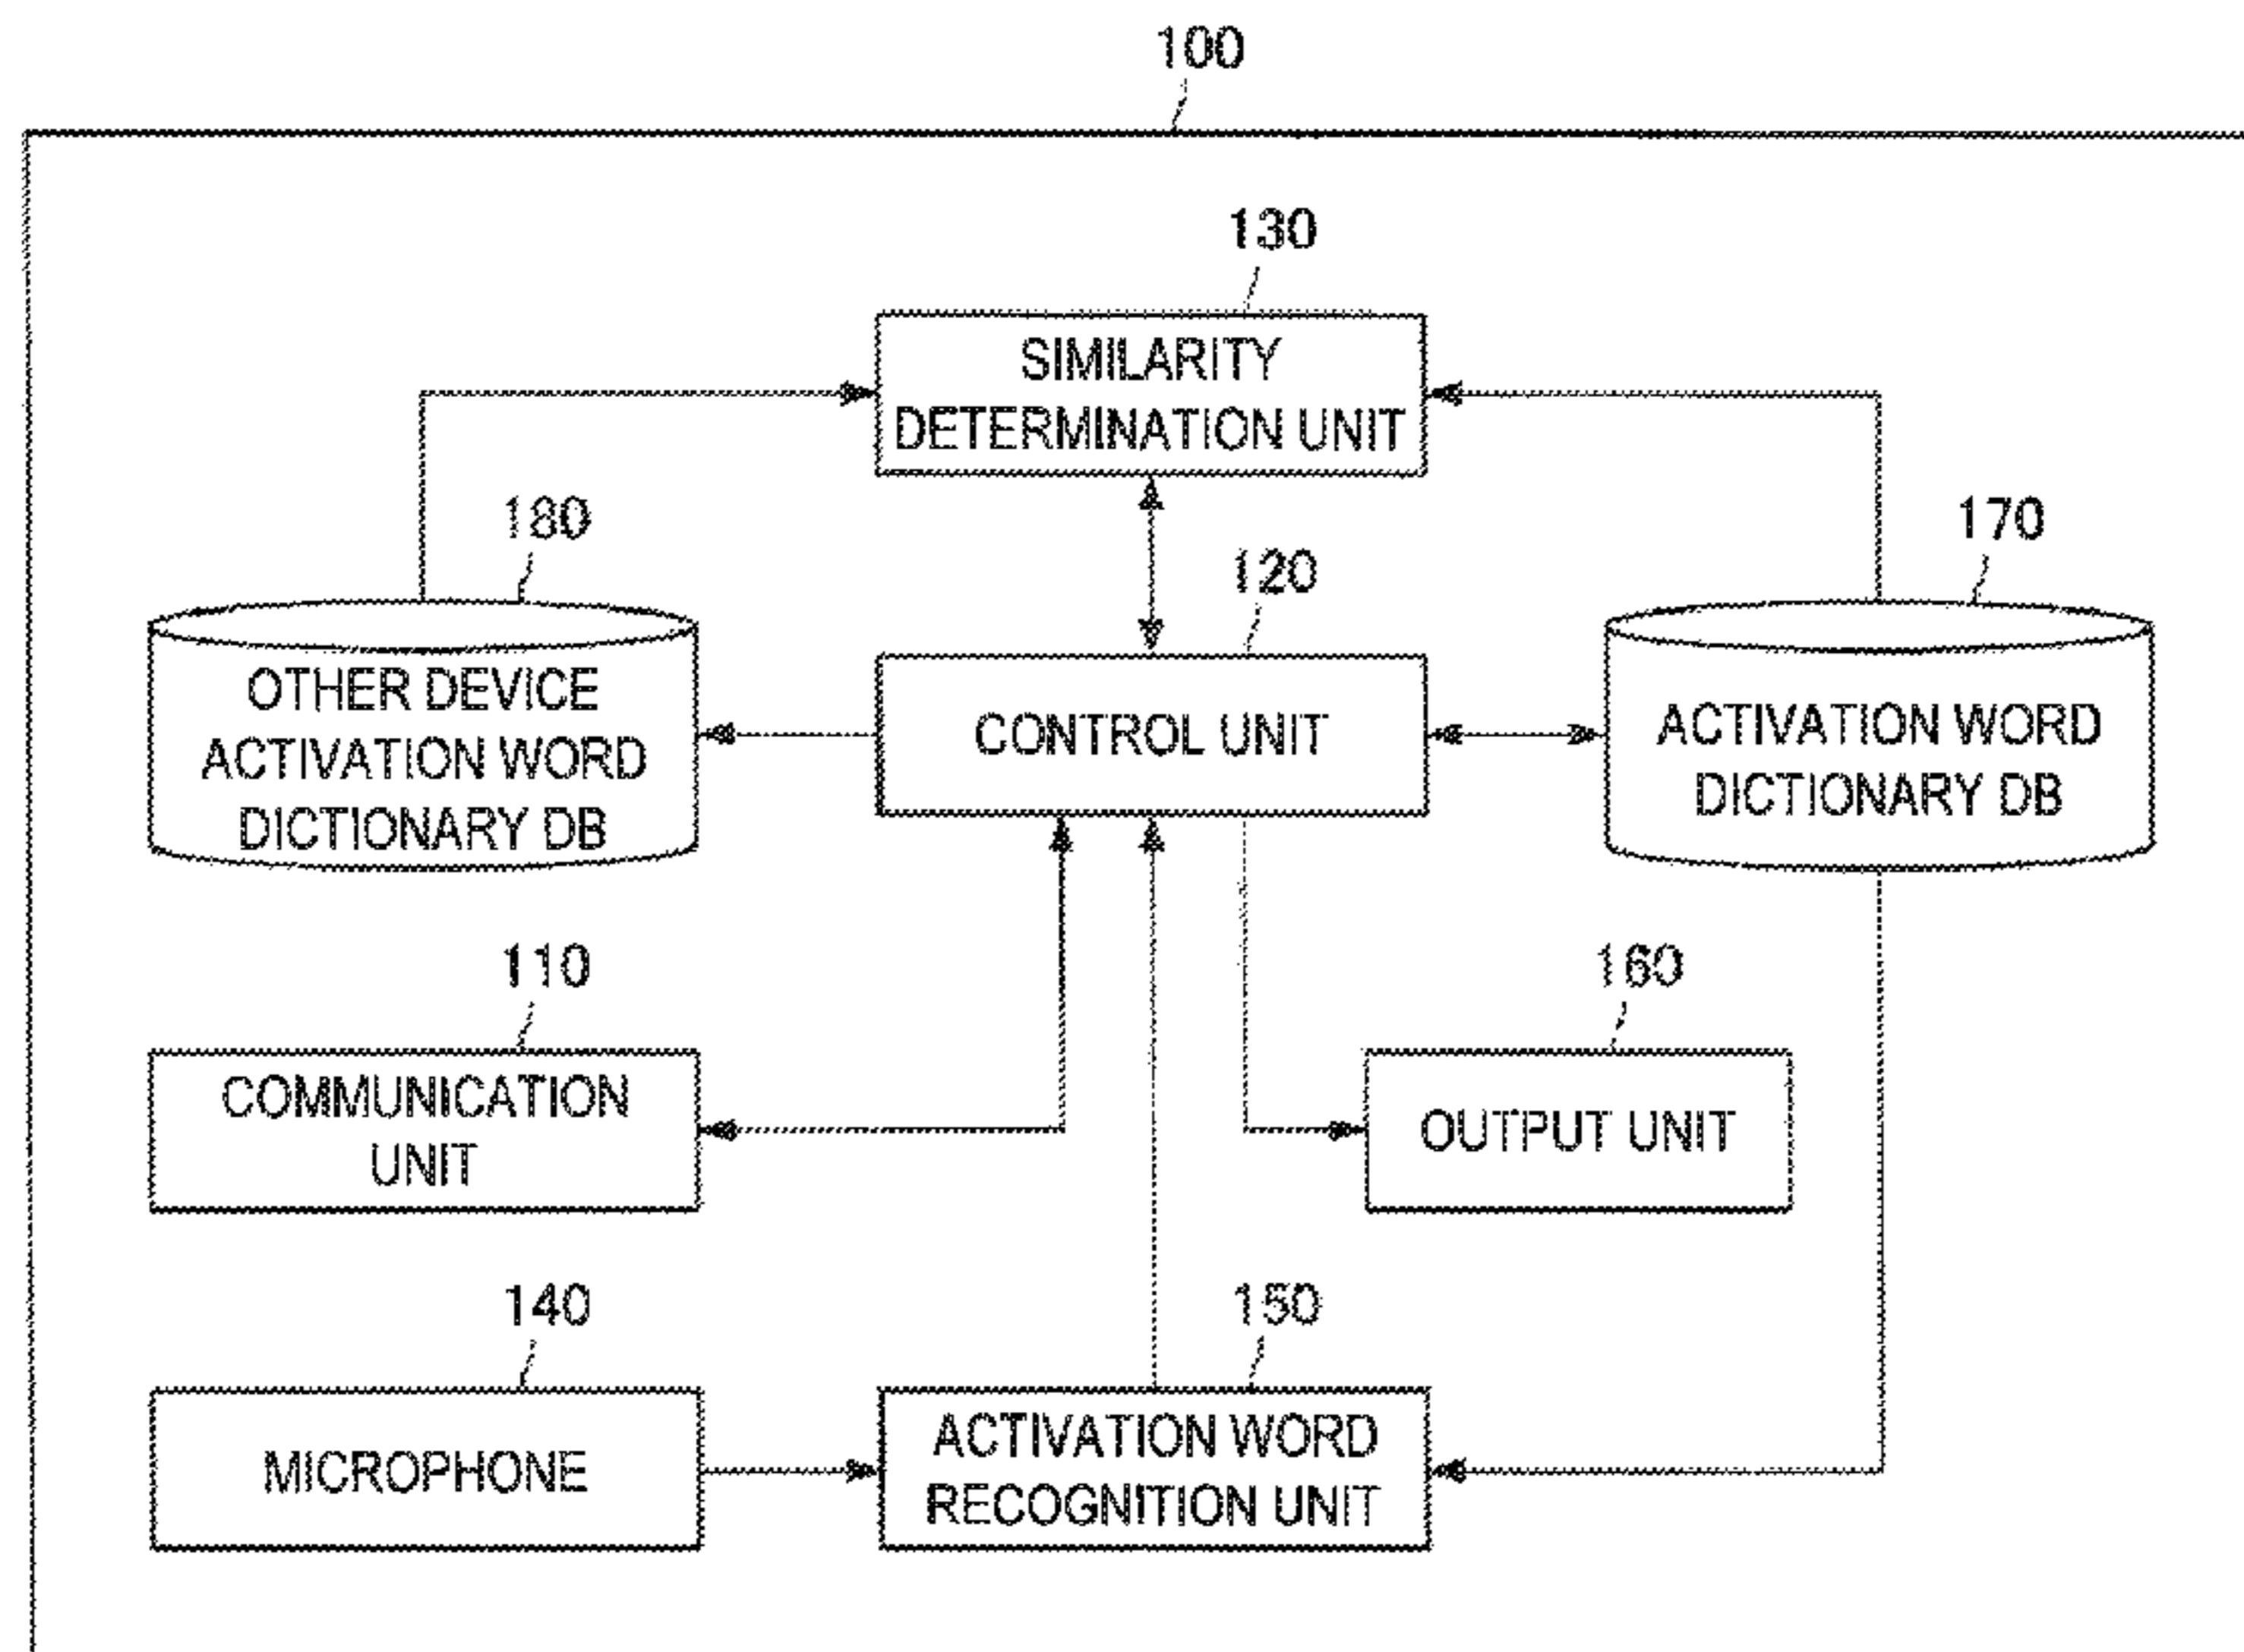 100
130
SIMILARITY
DETERMINATION UNIT
180
170
120
OTHER DEVICE
ACTIVATION WORD
DICTIONARY DB
CONTROL UNIT
ACTIVATION WORD
DICTIONARY DB
110
160
COMMUNICATION
UNIT
OUTPUT UNIT
140
150
MICROPHONE
ACTIVATION WORD
RECOGNITION UNIT